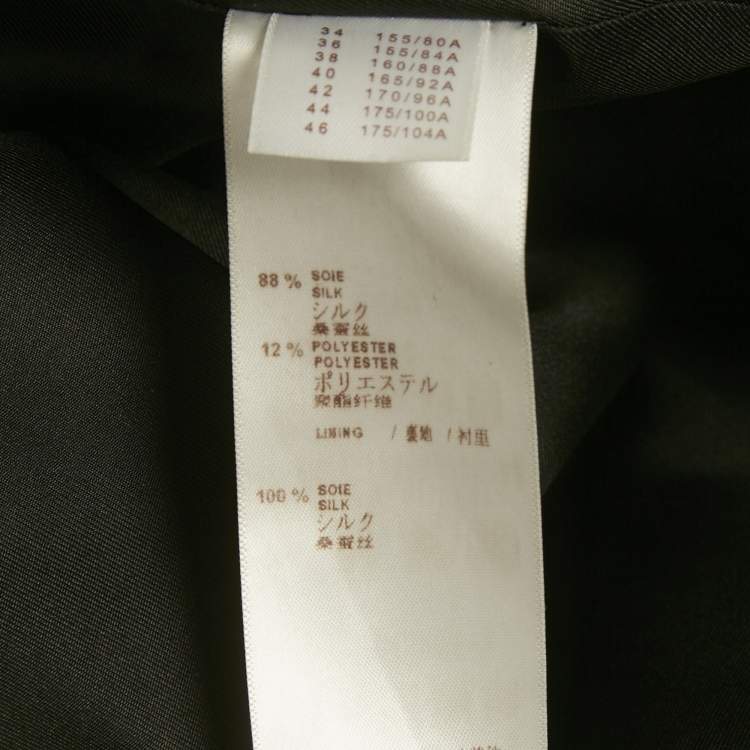 34 155/80A
36 155/84A
38 160/88A
40 165/92A
42 170/96A
44 175/100A
46 175/104A
88 % SOIE
SILK
シルク
桑蚕丝
12 % POLYESTER
POLYESTER
ポリエステル
聚酯纤维
LINING / 裏地 / 衬里
100 % SOIE
SILK
シルク
桑蚕丝